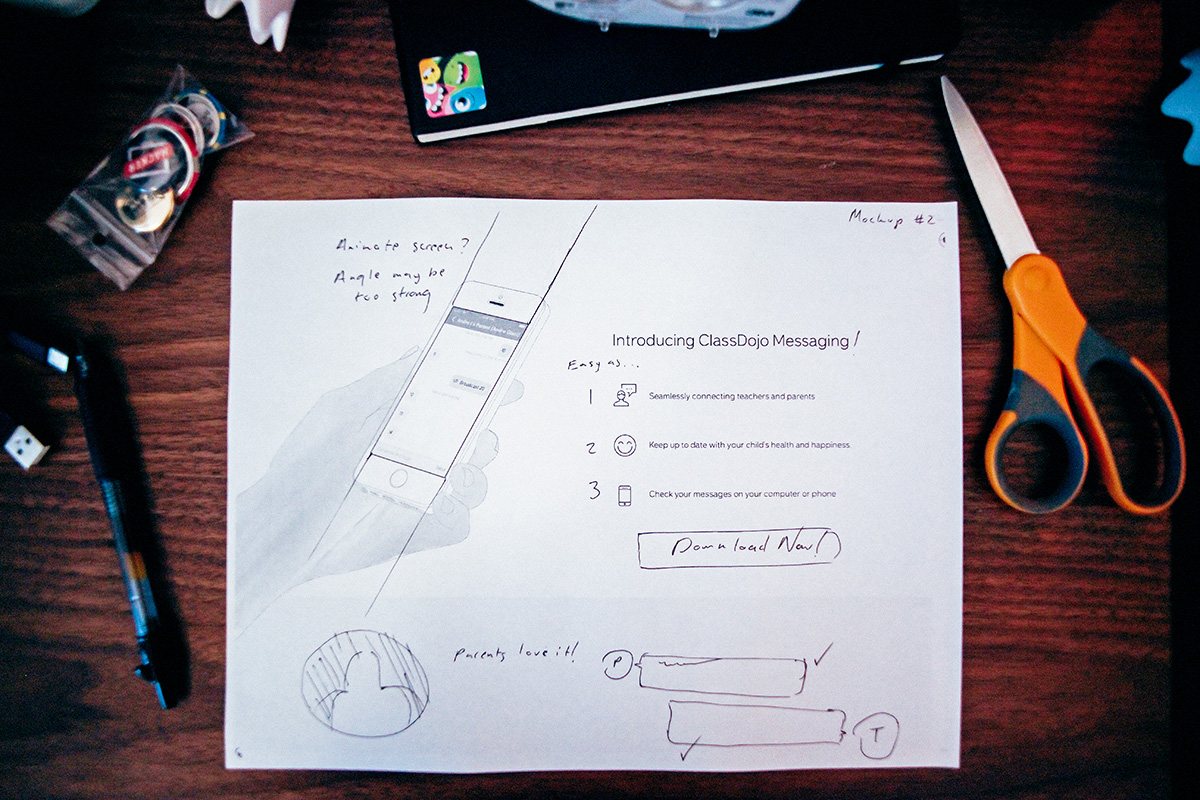 Mockup #2
Animate screen?
Angle may be
too strong
Introducing ClassDojo Messaging!
Easy as...
1 Seamlessly connecting teachers and parents
2 Keep up to date with your child's health and happiness.
3 Check your messages on your computer or phone
Download Now!
Parents love it!
P
T
HACKER